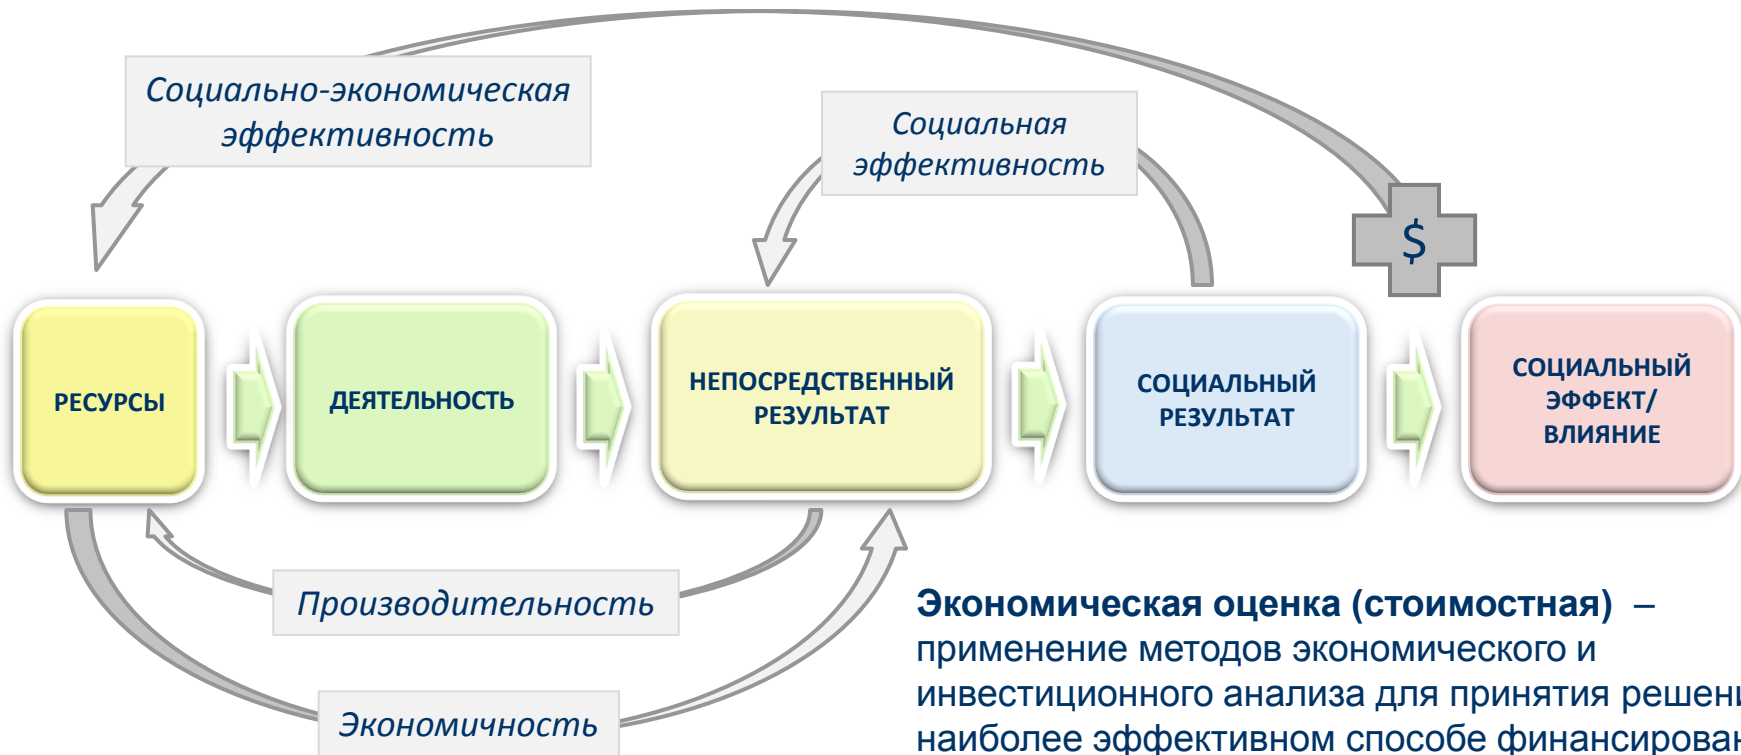 Социально-экономическая
эффективность
Социальная
эффективность
$
РЕСУРСЫ
ДЕЯТЕЛЬНОСТЬ
НЕПОСРЕДСТВЕННЫЙ
РЕЗУЛЬТАТ
СОЦИАЛЬНЫЙ
РЕЗУЛЬТАТ
СОЦИАЛЬНЫЙ
ЭФФЕКТ/
ВЛИЯНИЕ
Производительность
Экономичность
Экономическая оценка (стоимостная) –
применение методов экономического и
инвестиционного анализа для принятия
наиболее эффективном способе